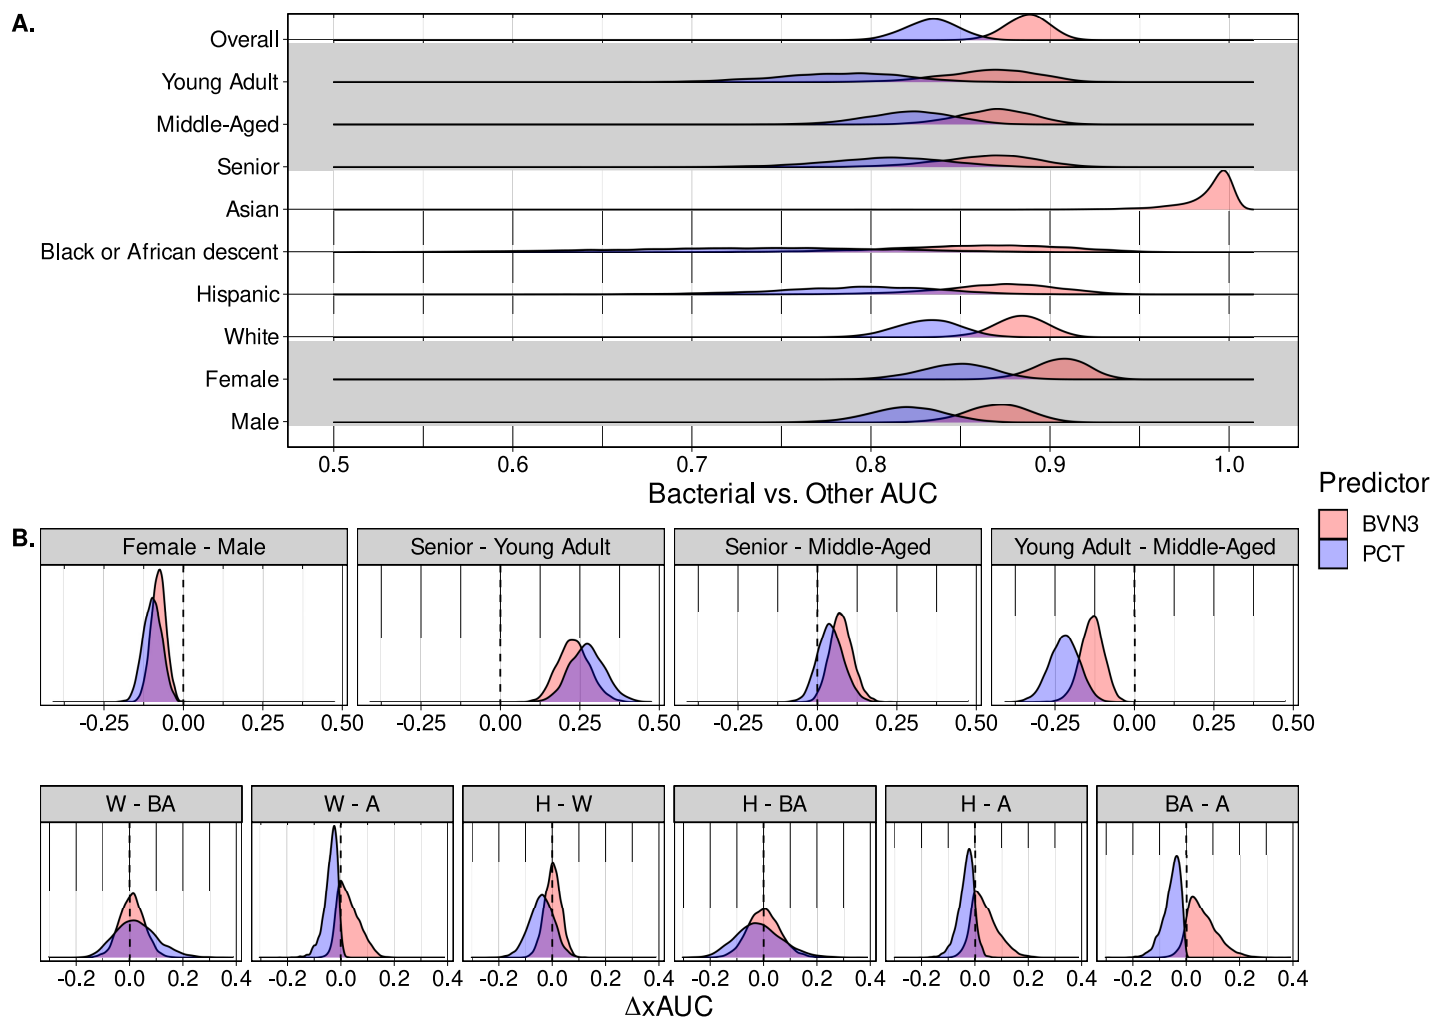 A.
Overall
Young Adult
Middle-Aged
Senior
Asian
Black or African descent
Hispanic
White
Female
Male
0.5 0.6 0.7 0.8 0.9 1.0
Bacterial vs. Other AUC
Predictor
BVN3
PCT
B.
Female - Male Senior - Young Adult Senior - Middle-Aged Young Adult - Middle-Aged
-0.25 0.00 0.25 0.50 -0.25 0.00 0.25 0.50 -0.25 0.00 0.25 0.50 -0.25 0.00 0.25 0.50
W - BA W - A H - W H - BA H - A BA - A
-0.2 0.0 0.2 0.4 -0.2 0.0 0.2 0.4 -0.2 0.0 0.2 0.4 -0.2 0.0 0.2 0.4 -0.2 0.0 0.2 0.4 -0.2 0.0 0.2 0.4
ΔxAUC